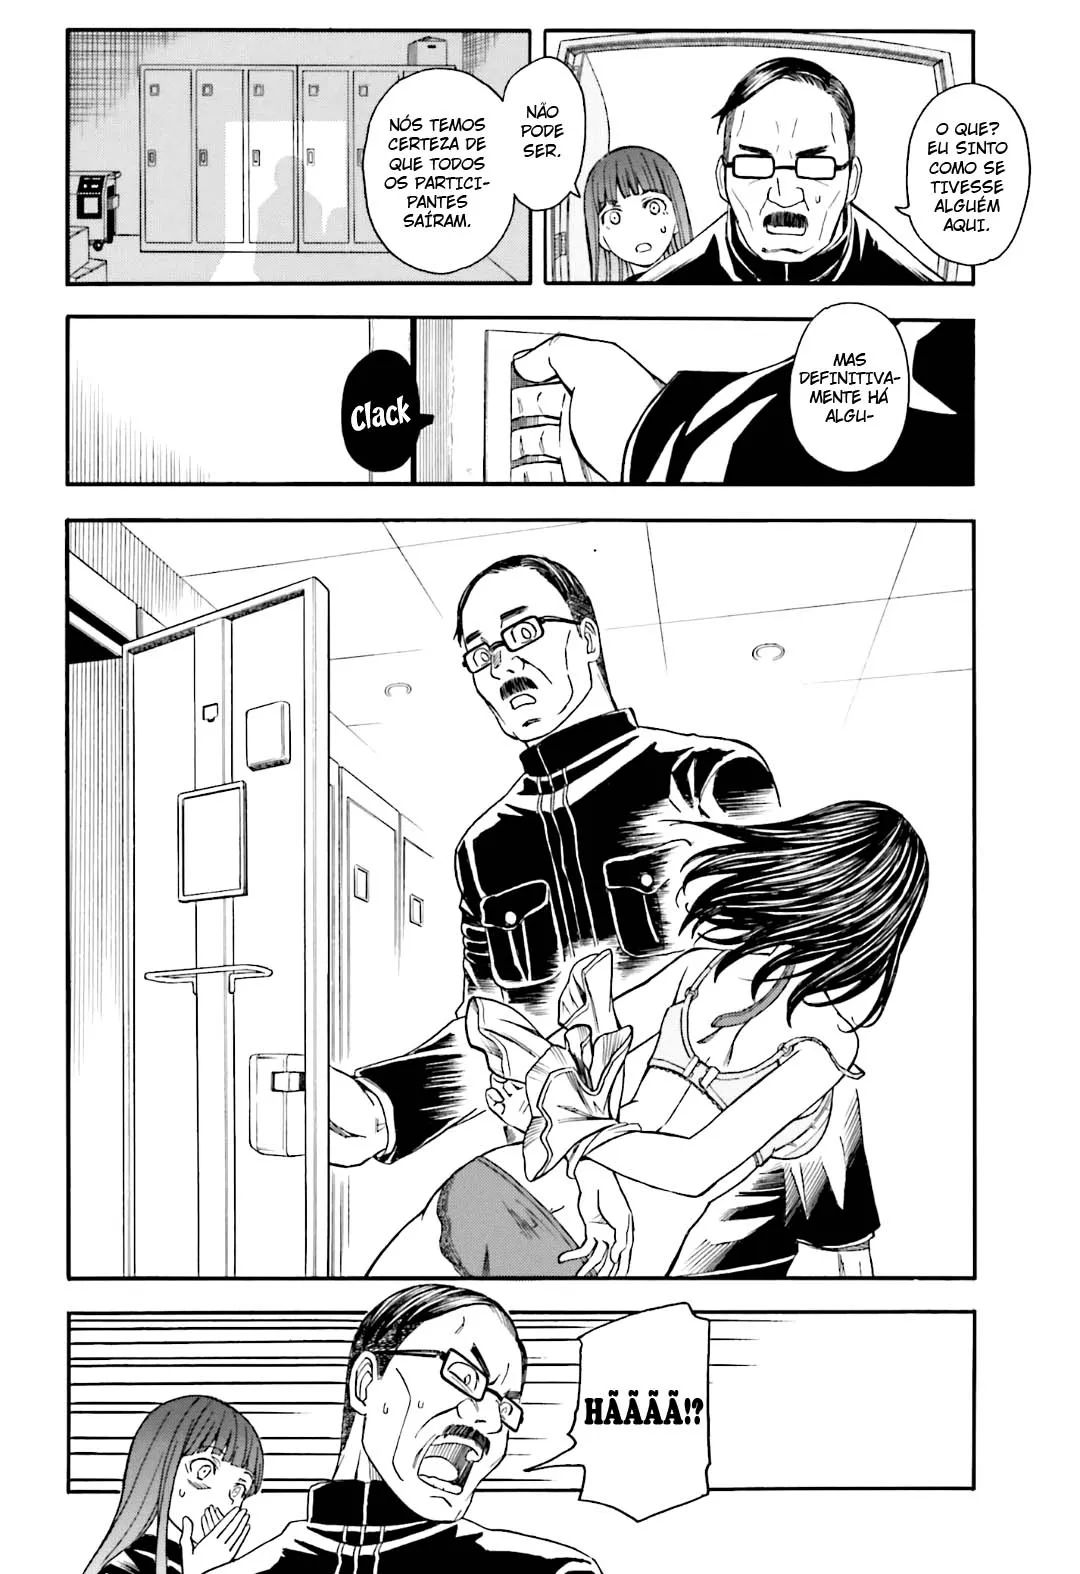 O QUE?
EU SINTO
COMO SE
TIVESSE
ALGUÉM
AQUI.
NÃO
PODE
SER.
NÓS TEMOS
CERTEZA DE
QUE TODOS
OS PARTICI-
PANTES
SAÍRAM.
MAS
DEFINITIVA-
MENTE HÁ
ALGU-
Clack
HÃÃÃÃ!?